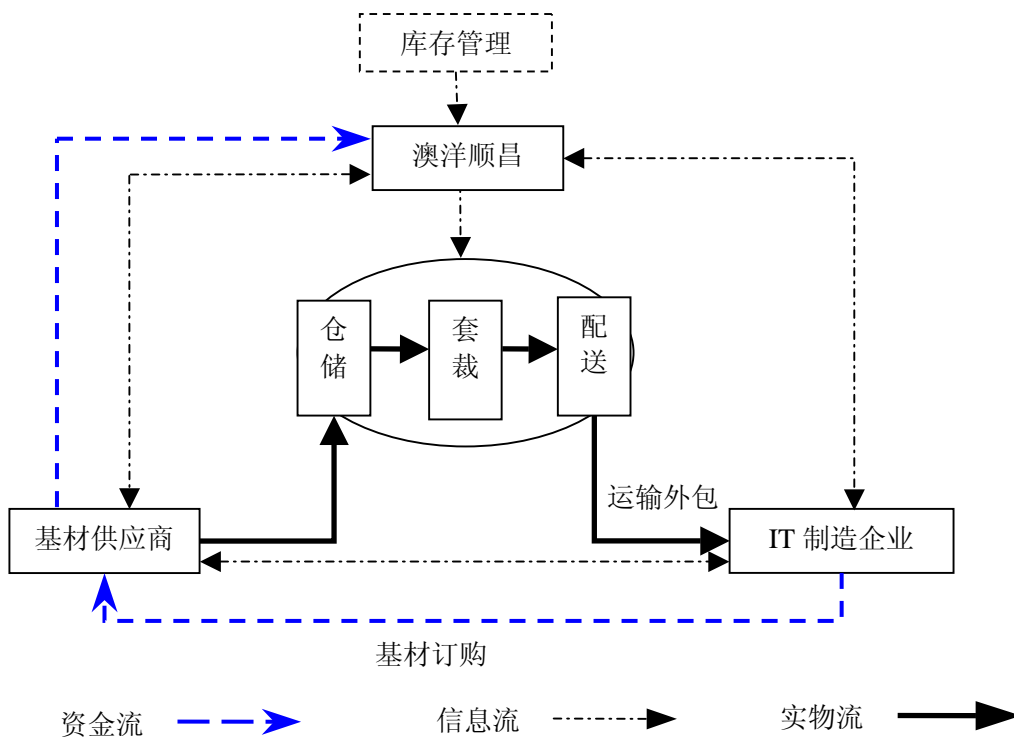 库存管理
澳洋顺昌
仓储
套裁
配送
运输外包
基材供应商
IT 制造企业
基材订购
资金流
信息流
实物流